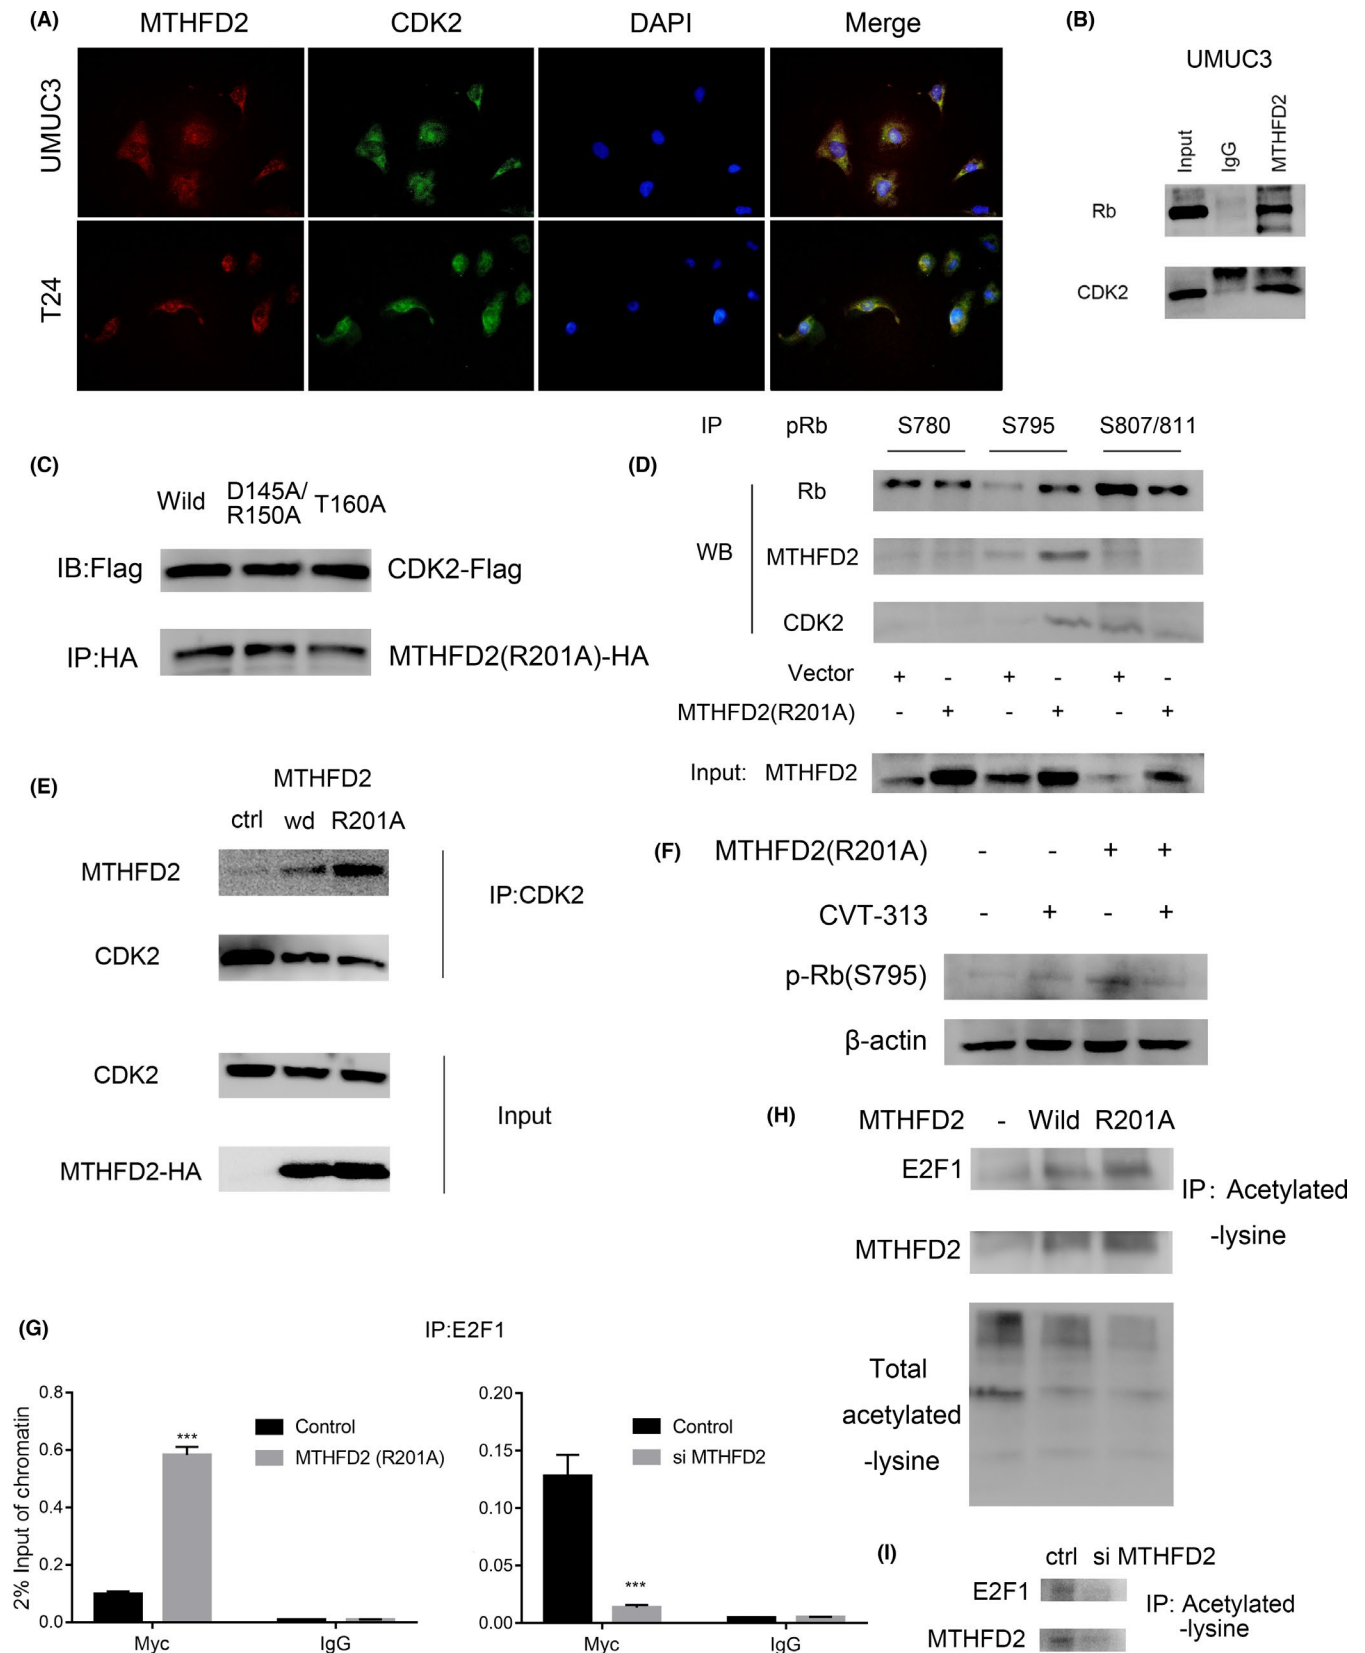 (A)
MTHFD2 CDK2 DAPI Merge
UMUC3
T24
(B)
UMUC3
Input IgG MTHFD2
Rb
CDK2
(C)
Wild D145A/ R150A T160A
IB:Flag CDK2-Flag
IP:HA MTHFD2(R201A)-HA
(D)
IP pRb S780 S795 S807/811
Rb
WB MTHFD2
CDK2
Vector + - + - + -
MTHFD2(R201A) - + - + - +
Input: MTHFD2
(E)
MTHFD2
ctrl wd R201A
MTHFD2
IP:CDK2
CDK2
CDK2
Input
MTHFD2-HA
(F) MTHFD2(R201A) - - + +
CVT-313 - + - +
p-Rb(S795)
β-actin
(G)
IP:E2F1
2% Input of chromatin
0.8
0.6
0.4
0.2
0.0
***
Control
MTHFD2 (R201A)
Myc IgG
0.20
0.15
0.10
0.05
0.00
***
Control
si MTHFD2
Myc IgG
(H)
MTHFD2 - Wild R201A
E2F1
IP: Acetylated
-lysine
MTHFD2
Total
acetylated
-lysine
(I)
ctrl si MTHFD2
E2F1
IP: Acetylated
-lysine
MTHFD2